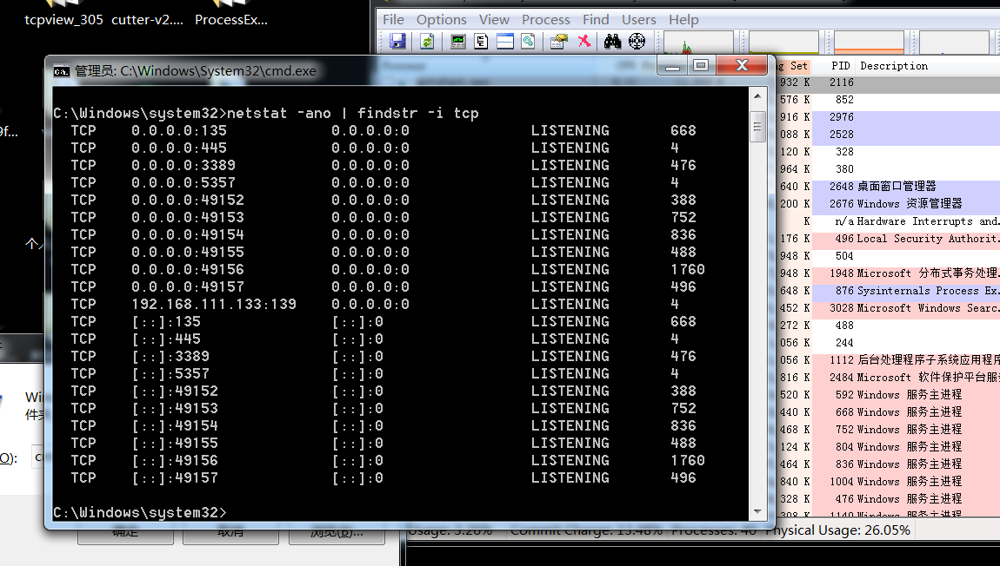 tcpview_305 cutter-v2.... ProcessEx...
File Options View Process Find Users Help
管理员: C:\Windows\System32\cmd.exe
C:\Windows\system32>netstat -ano | findstr -i tcp
TCP 0.0.0.0:135 0.0.0.0:0 LISTENING 668
TCP 0.0.0.0:445 0.0.0.0:0 LISTENING 4
TCP 0.0.0.0:3389 0.0.0.0:0 LISTENING 476
TCP 0.0.0.0:5357 0.0.0.0:0 LISTENING 4
TCP 0.0.0.0:49152 0.0.0.0:0 LISTENING 388
TCP 0.0.0.0:49153 0.0.0.0:0 LISTENING 752
TCP 0.0.0.0:49154 0.0.0.0:0 LISTENING 836
TCP 0.0.0.0:49155 0.0.0.0:0 LISTENING 488
TCP 0.0.0.0:49156 0.0.0.0:0 LISTENING 1760
TCP 0.0.0.0:49157 0.0.0.0:0 LISTENING 496
TCP 192.168.111.133:139 0.0.0.0:0 LISTENING 4
TCP [::]:135 [::]:0 LISTENING 668
TCP [::]:445 [::]:0 LISTENING 4
TCP [::]:3389 [::]:0 LISTENING 476
TCP [::]:5357 [::]:0 LISTENING 4
TCP [::]:49152 [::]:0 LISTENING 388
TCP [::]:49153 [::]:0 LISTENING 752
TCP [::]:49154 [::]:0 LISTENING 836
TCP [::]:49155 [::]:0 LISTENING 488
TCP [::]:49156 [::]:0 LISTENING 1760
TCP [::]:49157 [::]:0 LISTENING 496
C:\Windows\system32>
g Set PID Description
932 K 2116
576 K 852
916 K 2976
088 K 2528
120 K 328
964 K 380
640 K 2648 桌面窗口管理器
200 K 2676 Windows 资源管理器
K n/a Hardware Interrupts and...
176 K 496 Local Security Authorit...
948 K 504
948 K 1948 Microsoft 分布式事务处理...
648 K 876 Sysinternals Process Ex...
452 K 3028 Microsoft Windows Searc...
272 K 488
056 K 244
056 K 1112 后台处理程序子系统应用程序
816 K 2484 Microsoft 软件保护平台服务
520 K 592 Windows 服务主进程
440 K 668 Windows 服务主进程
468 K 752 Windows 服务主进程
124 K 804 Windows 服务主进程
464 K 836 Windows 服务主进程
840 K 1004 Windows 服务主进程
328 K 476 Windows 服务主进程
308 K 1140 Windows 服务主进程
9f...
个人
Win
件夹
O): c
确定 取消 浏览(B)...
Usage: 3.26% Commit Charge: 13.48% Processes: 40 Physical Usage: 26.05%